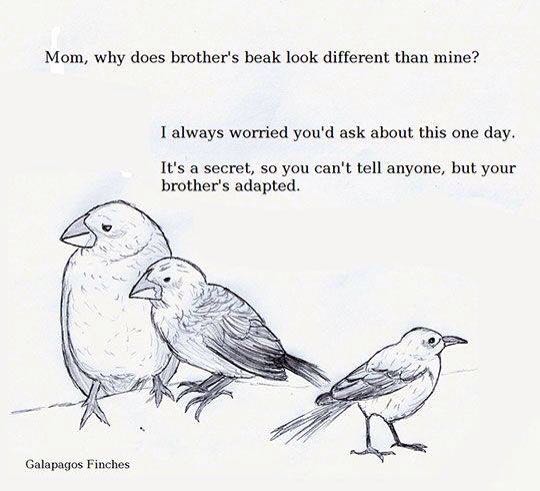 Mom, why does brother's beak look different than mine?
I always worried you'd ask about this one day.
It's a secret, so you can't tell anyone, but your
brother's adapted.
Galapagos Finches